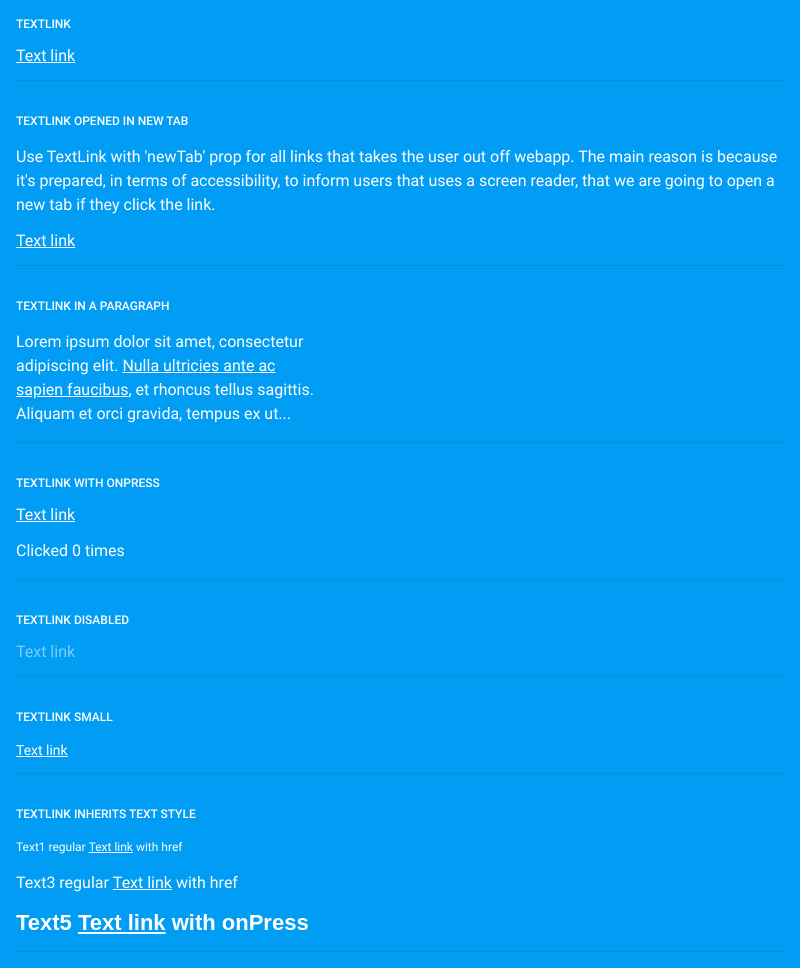 TEXTLINK
Text link
TEXTLINK OPENED IN NEW TAB
Use TextLink with 'newTab' prop for all links that takes the user out off webapp. The main reason is because
it's prepared, in terms of accessibility, to inform users that uses a screen reader, that we are going to open a
new tab if they click the link.
Text link
TEXTLINK IN A PARAGRAPH
Lorem ipsum dolor sit amet, consectetur
adipiscing elit. Nulla ultricies ante ac
sapien faucibus, et rhoncus tellus sagittis.
Aliquam et orci gravida, tempus ex ut...
TEXTLINK WITH ONPRESS
Text link
Clicked 0 times
TEXTLINK DISABLED
Text link
TEXTLINK SMALL
Text link
TEXTLINK INHERITS TEXT STYLE
Text1 regular Text link with href
Text3 regular Text link with href
Text5 Text link with onPress